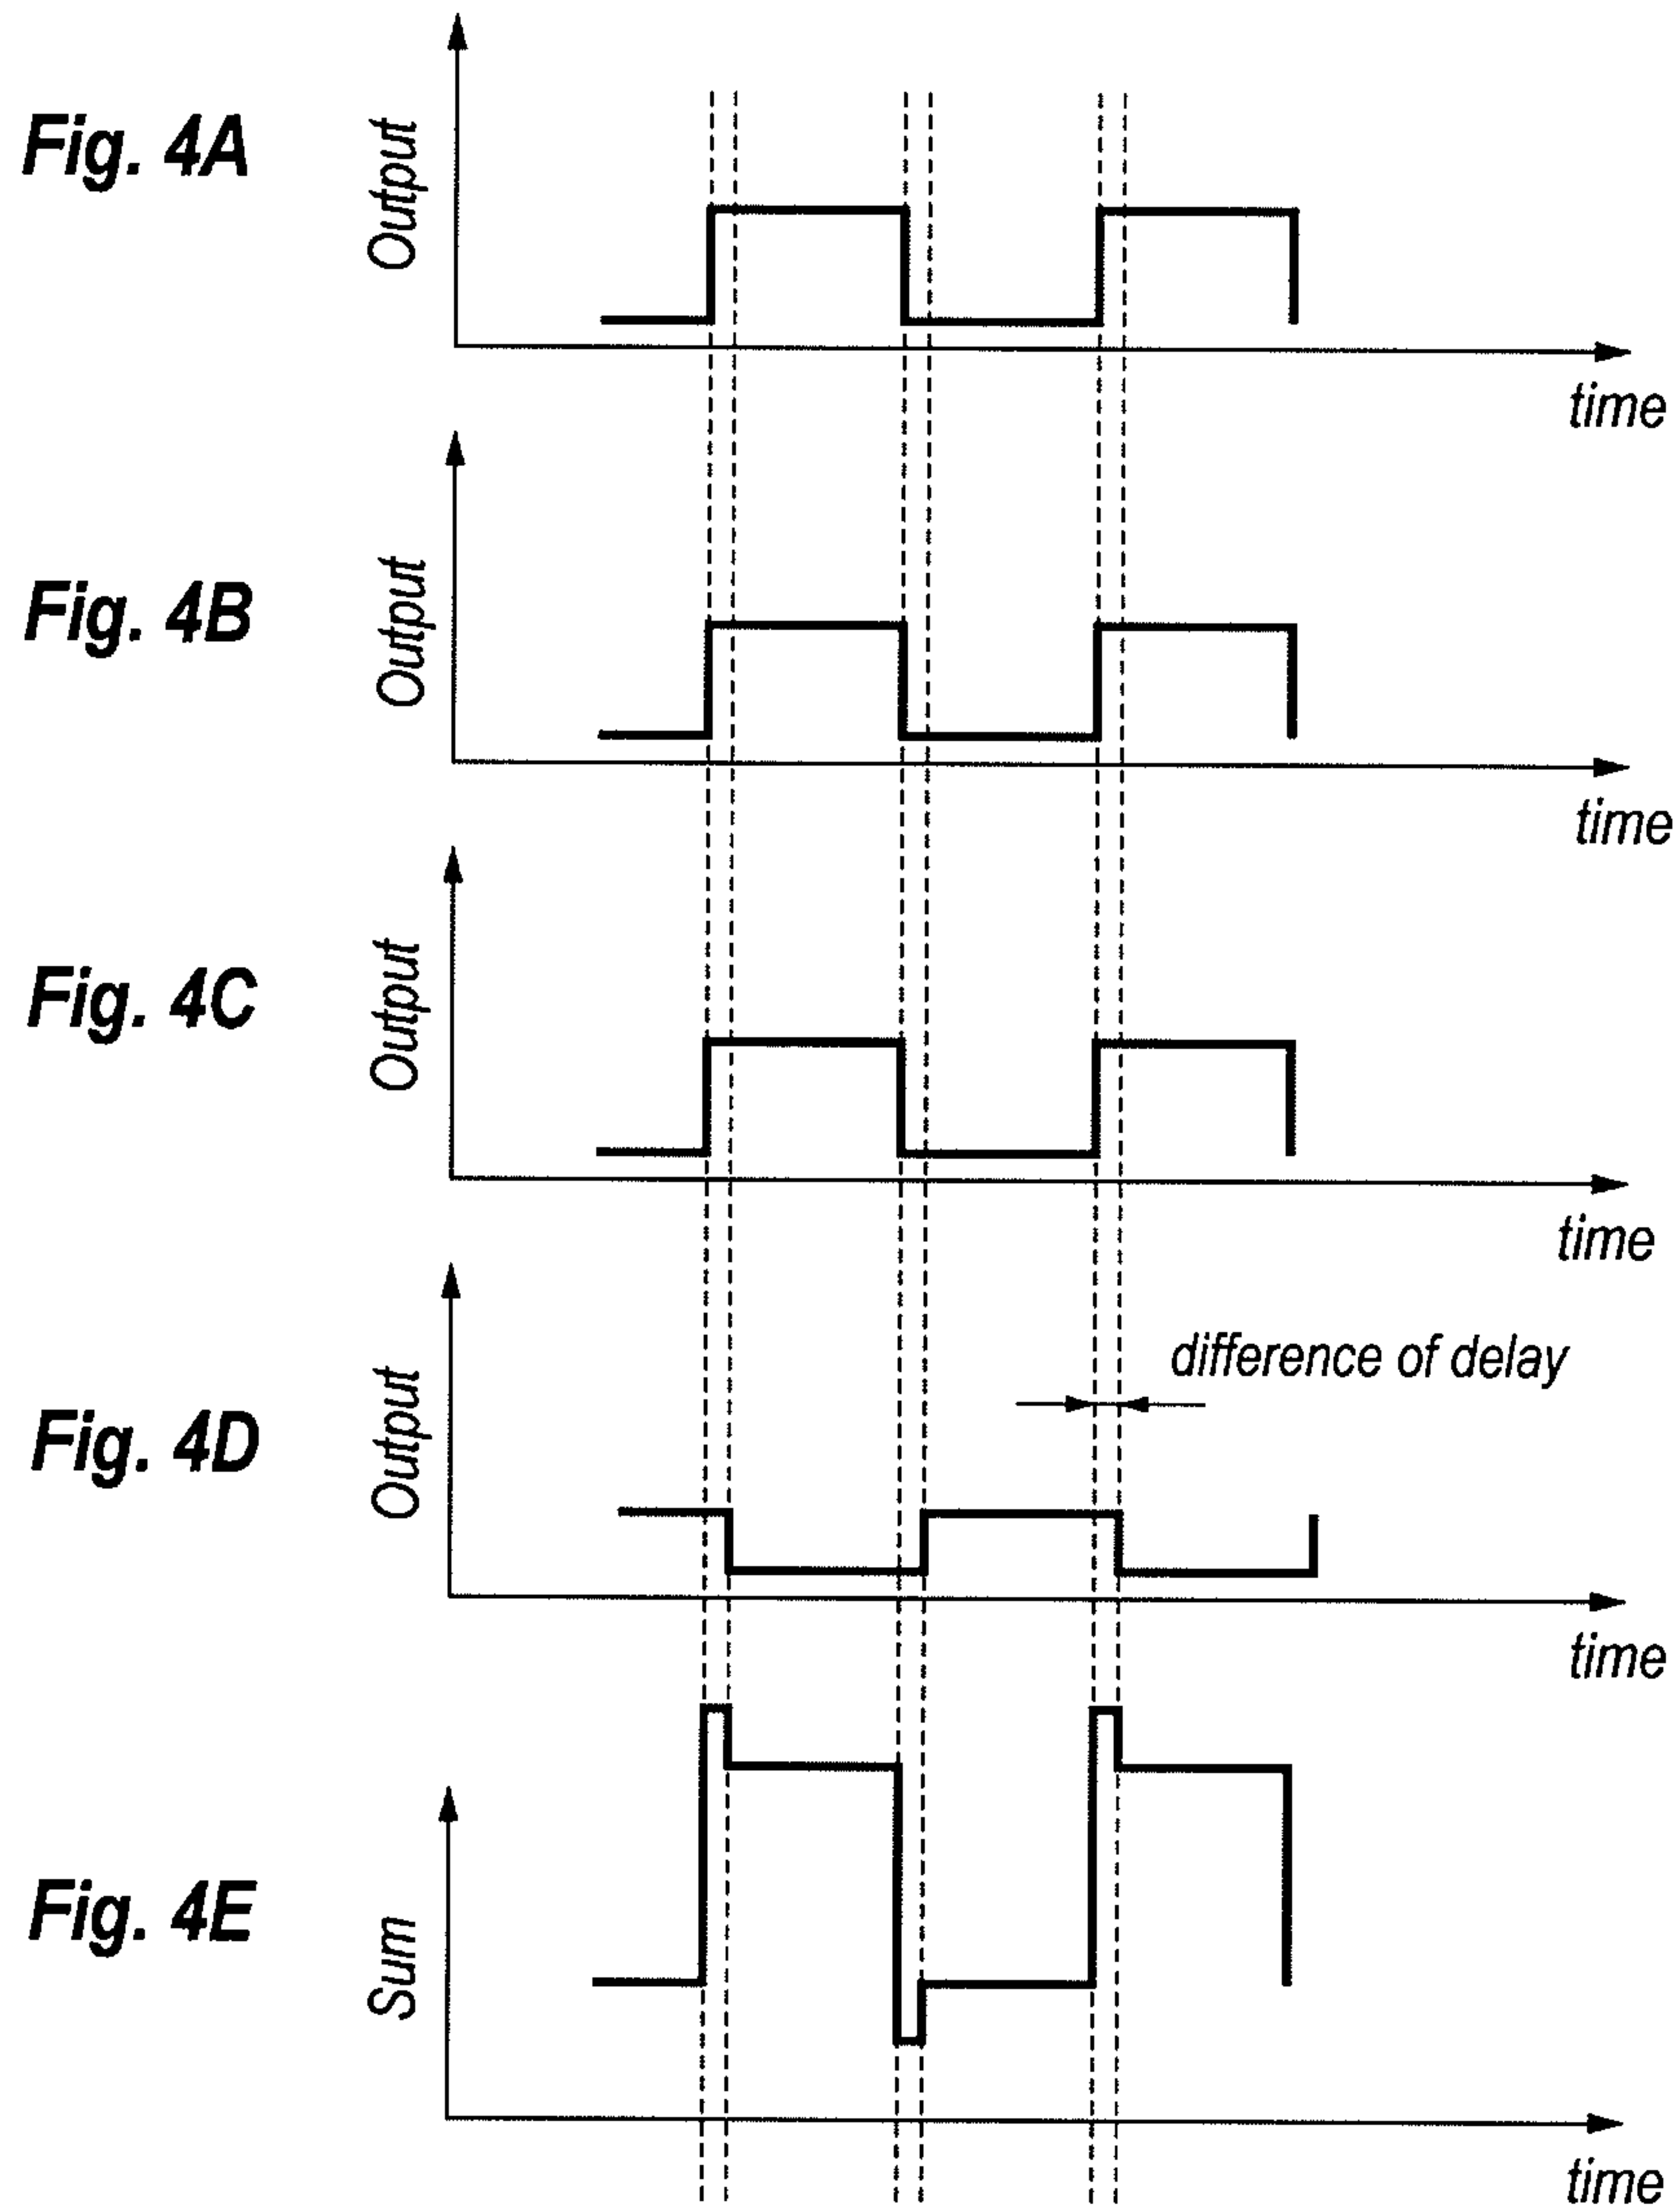 Fig. 4A
Output
time
Fig. 4B
Output
time
Fig. 4C
Output
time
Fig. 4D
Output
difference of delay
time
Fig. 4E
Sum
time